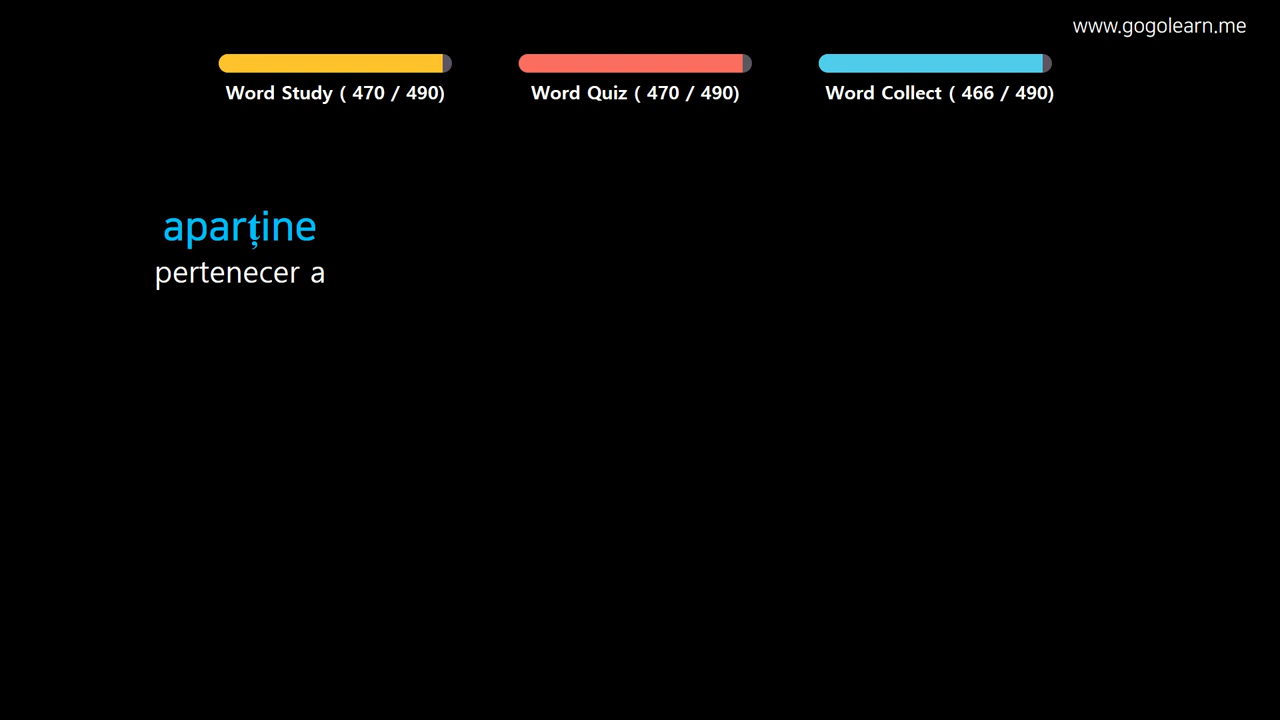 www.gogolearn.me
Word Study ( 470 / 490)
Word Quiz ( 470 / 490)
Word Collect ( 466 / 490)
aparține
pertenecer a